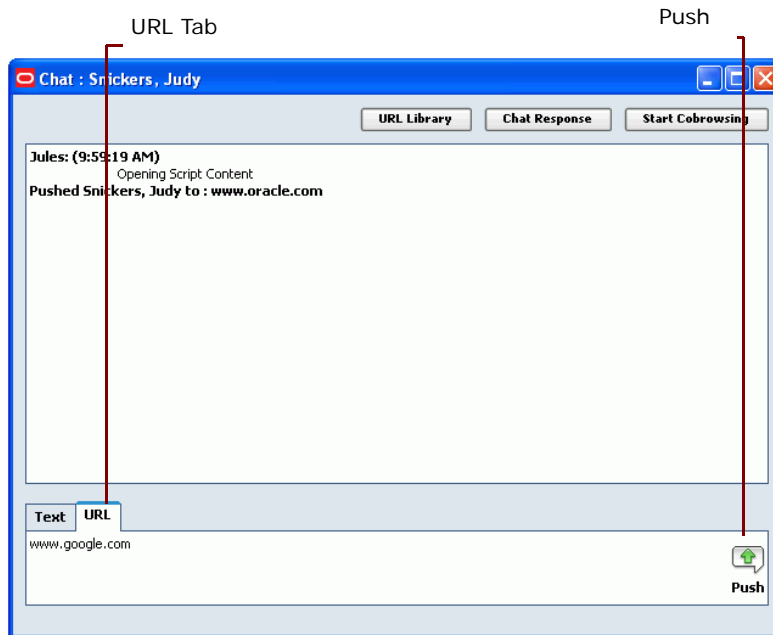 URL Tab
Push
Chat : Snickers, Judy
URL Library
Chat Response
Start Cobrowsing
Jules: (9:59:19 AM)
Opening Script Content
Pushed Snickers, Judy to : www.oracle.com
Text
URL
www.google.com
Push